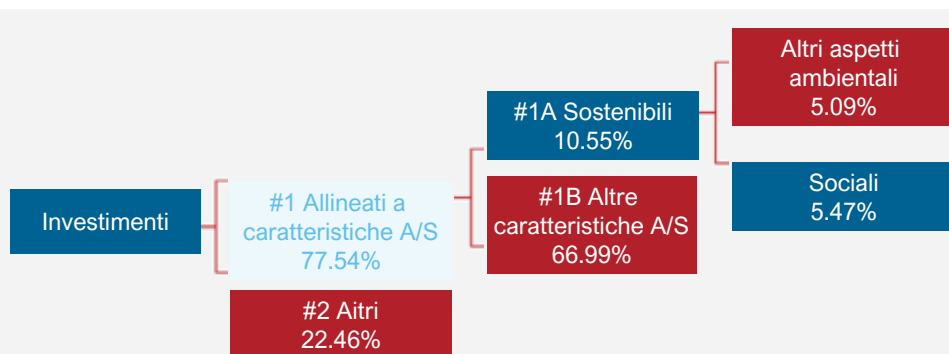 Investimenti
#1 Allineati a
caratteristiche A/S
77.54%
#2 Aitri
22.46%
#1A Sostenibili
10.55%
#1B Altre
caratteristiche A/S
66.99%
Altri aspetti
ambientali
5.09%
Sociali
5.47%